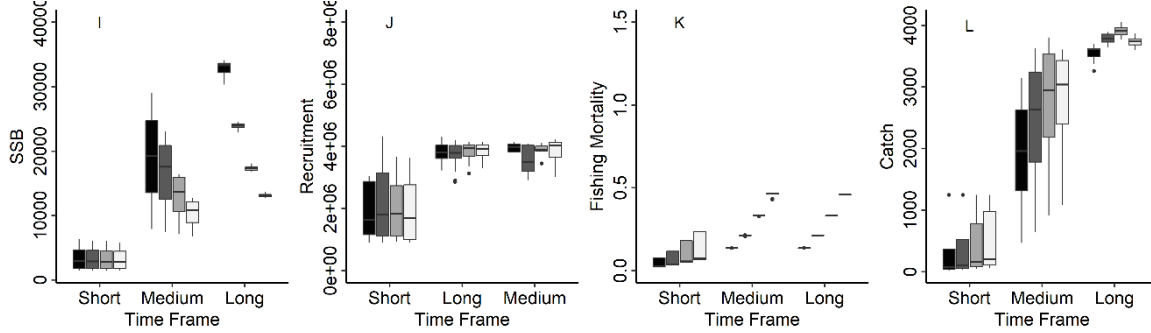 I
SSB
0
10000
20000
30000
40000
Short Medium Long
Time Frame
J
Recruitment
0e+00
2e+06
4e+06
6e+06
8e+06
Short Long Medium
Time Frame
K
Fishing Mortality
0.0
0.5
1.0
1.5
Short Medium Long
Time Frame
L
Catch
0
1000
2000
3000
4000
Short Medium Long
Time Frame